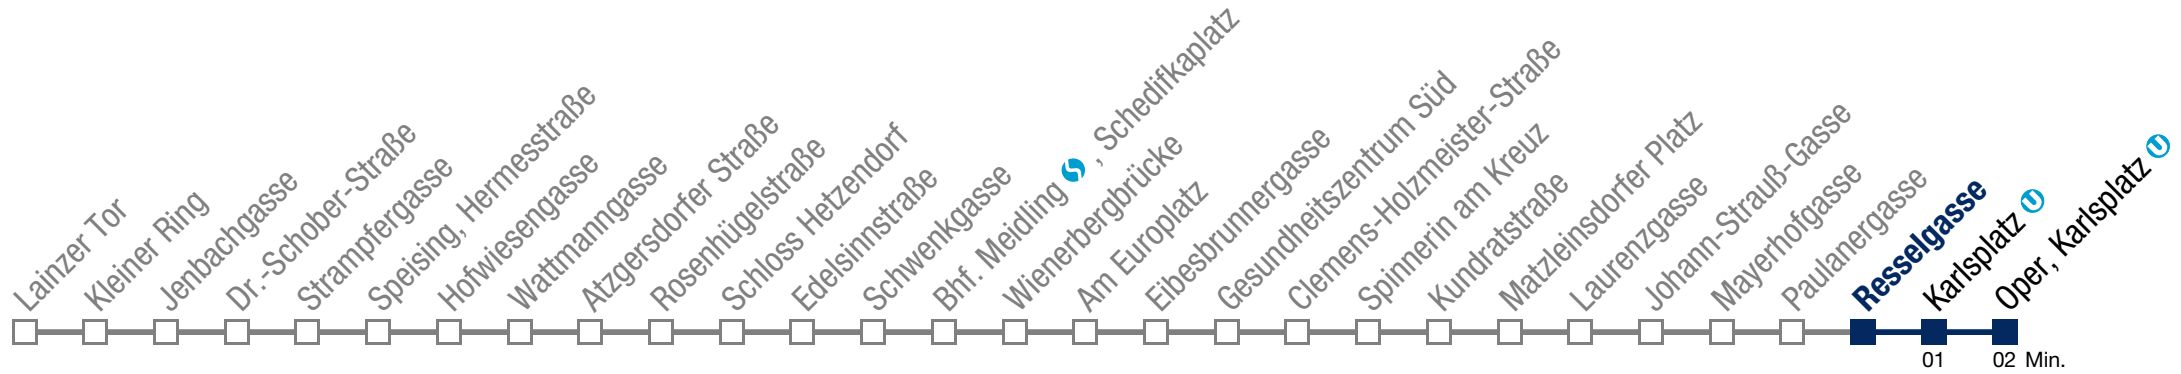 Lainzer Tor
Kleiner Ring
Jenbachgasse
Dr.-Schober-Straße
Strampfergasse
Speising, Hermesstraße
Hofwiesengasse
Wattmanngasse
Atzgersdorfer Straße
Rosenhügelstraße
Schloss Hetzendorf
Edelsinnstraße
Schwenkgasse
Bhf. Meidling S, Schedifkaplatz
Wienerbergbrücke
Am Europlatz
Eibesbrunnergasse
Gesundheitszentrum Süd
Clemens-Holzmeister-Straße
Spinnerin am Kreuz
Kundratstraße
Matzleinsdorfer Platz
Laurenzgasse
Johann-Strauß-Gasse
Mayerhofgasse
Paulanergasse
Resselgasse
Karlsplatz U
Oper, Karlsplatz U
01 02 Min.